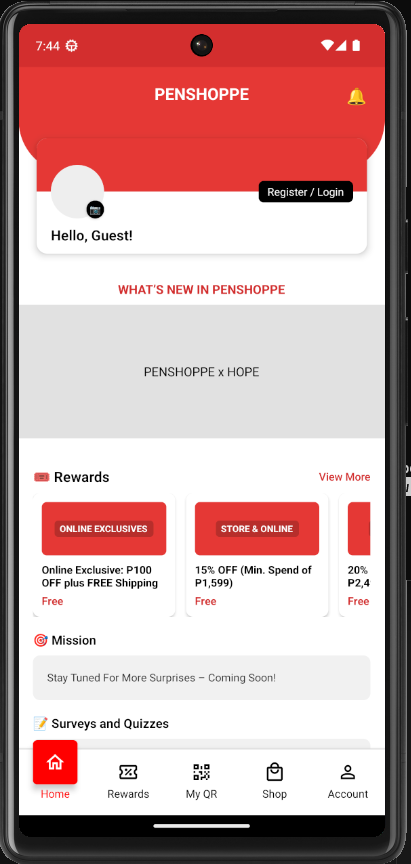 7:44
PENSHOPPE
Register / Login
Hello, Guest!
WHAT'S NEW IN PENSHOPPE
PENSHOPPE x HOPE
Rewards
View More
ONLINE EXCLUSIVES
STORE & ONLINE
Online Exclusive: P100
OFF plus FREE Shipping
Free
15% OFF (Min. Spend of
P1,599)
Free
20%
P2,4
Free
Mission
Stay Tuned For More Surprises – Coming Soon!
Surveys and Quizzes
Home
Rewards
My QR
Shop
Account